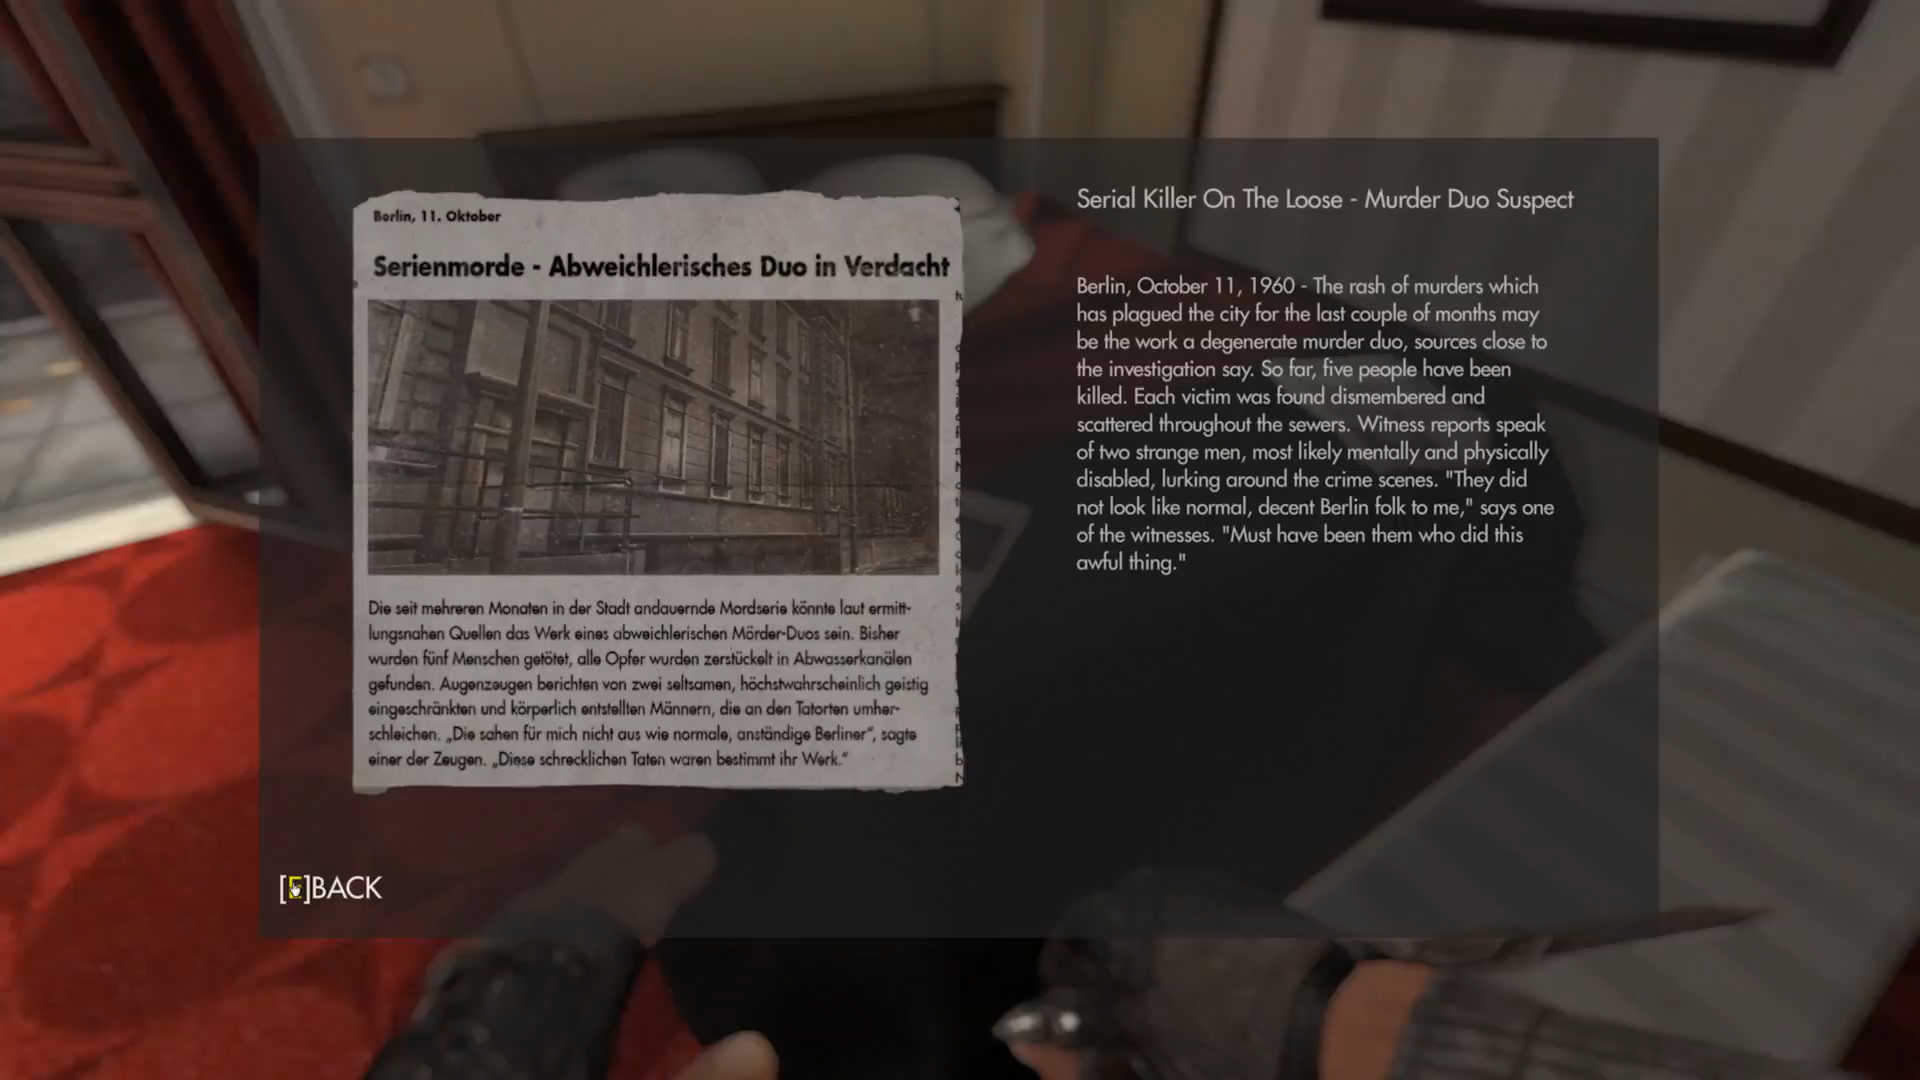 Berlin, 11. Oktober
Serienmorde - Abweichlerisches Duo in Verdacht
Die seit mehreren Monaten in der Stadt andauernde Mordserie könnte laut ermitt-
lungsnahen Quellen das Werk eines abweichlerischen Mörder-Duos sein. Bisher
wurden fünf Menschen getötet, alle Opfer wurden zerstückelt in Abwasserkanälen
gefunden. Augenzeugen berichten von zwei seltsamen, höchstwahrscheinlich geistig
eingeschränkten und körperlich entstellten Männern, die an den Tatorten umher-
schleichen. „Die sahen für mich nicht aus wie normale, anständige Berliner“, sagte
einer der Zeugen. „Diese schrecklichen Taten waren bestimmt ihr Werk.“
Serial Killer On The Loose - Murder Duo Suspect
Berlin, October 11, 1960 - The rash of murders which
has plagued the city for the last couple of months may
be the work a degenerate murder duo, sources close to
the investigation say. So far, five people have been
killed. Each victim was found dismembered and
scattered throughout the sewers. Witness reports speak
of two strange men, most likely mentally and physically
disabled, lurking around the crime scenes. "They did
not look like normal, decent Berlin folk to me," says one
of the witnesses. "Must have been them who did this
awful thing."
[E]BACK